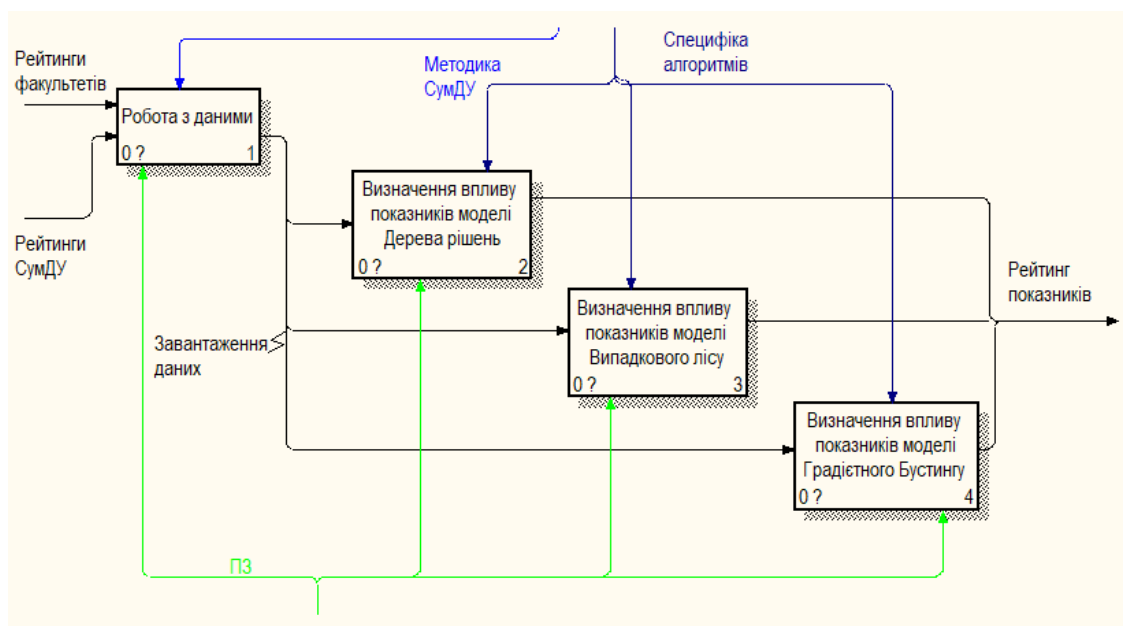 Рейтинги
факультетів
Методика
СумДУ
Специфіка
алгоритмів
Робота з даними
0 ? 1
Рейтинги
СумДУ
Визначення впливу
показників моделі
Дерева рішень
0 ? 2
Завантаження
даних
Визначення впливу
показників моделі
Випадкового лісу
0 ? 3
Рейтинг
показників
Визначення впливу
показників моделі
Градієтного Бустингу
0 ? 4
ПЗ